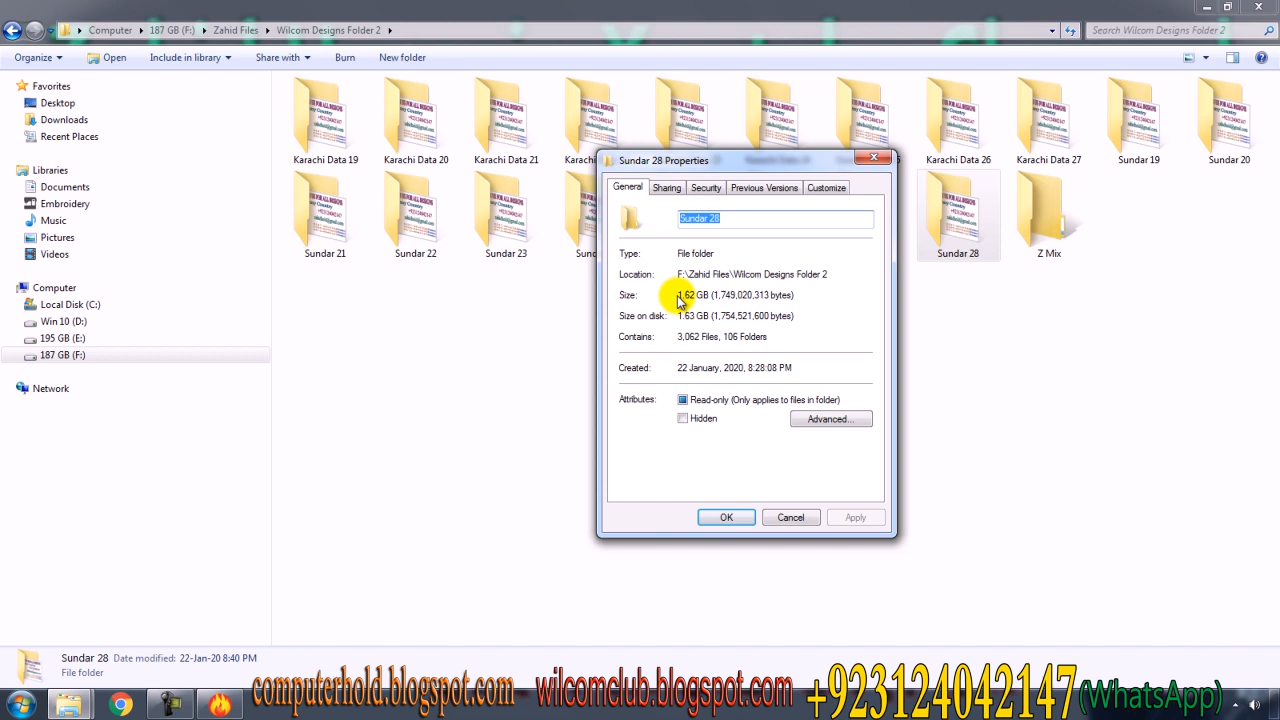 Computer
187 GB (F:)
Zahid Files
Wilcom Designs Folder 2
Search Wilcom Designs Folder 2
Organize
Open
Include in library
Share with
Burn
New folder
Favorites
Desktop
Downloads
Recent Places
Libraries
Documents
Embroidery
Music
Pictures
Videos
Computer
Local Disk (C:)
Win 10 (D:)
195 GB (E:)
187 GB (F:)
Network
Karachi Data 19
Karachi Data 20
Karachi Data 21
Karachi Data 26
Karachi Data 27
Sundar 19
Sundar 20
Sundar 21
Sundar 22
Sundar 23
Sundar 28
Z Mix
Sundar 28 Properties
General
Sharing
Security
Previous Versions
Customize
Sundar 28
Type: File folder
Location: F:\Zahid Files\Wilcom Designs Folder 2
Size: 1.62 GB (1,749,020,313 bytes)
Size on disk: 1.63 GB (1,754,521,600 bytes)
Contains: 3,062 Files, 106 Folders
Created: 22 January, 2020, 8:28:08 PM
Attributes: Read-only (Only applies to files in folder)
Hidden
Advanced...
OK
Cancel
Apply
Sundar 28 Date modified: 22-Jan-20 8:40 PM
File folder
computerhold.blogspot.com
wilcomclub.blogspot.com
+923124042147
(WhatsApp)